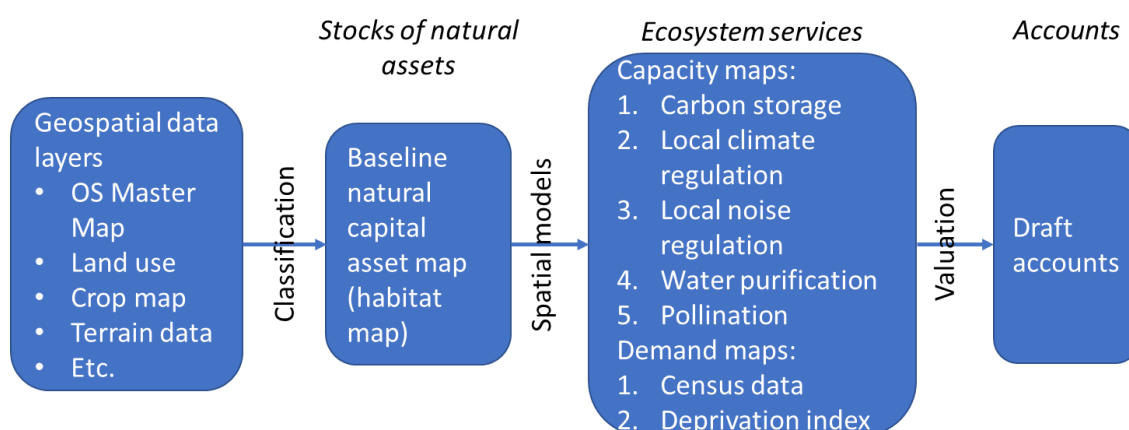 Stocks of natural
assets
Ecosystem services
Accounts
Geospatial data
layers
• OS Master
Map
• Land use
• Crop map
• Terrain data
• Etc.
Classification
Baseline
natural
capital
asset map
(habitat
map)
Spatial models
Capacity maps:
1. Carbon storage
2. Local climate
regulation
3. Local noise
regulation
4. Water purification
5. Pollination
Demand maps:
1. Census data
2. Deprivation index
Valuation
Draft
accounts